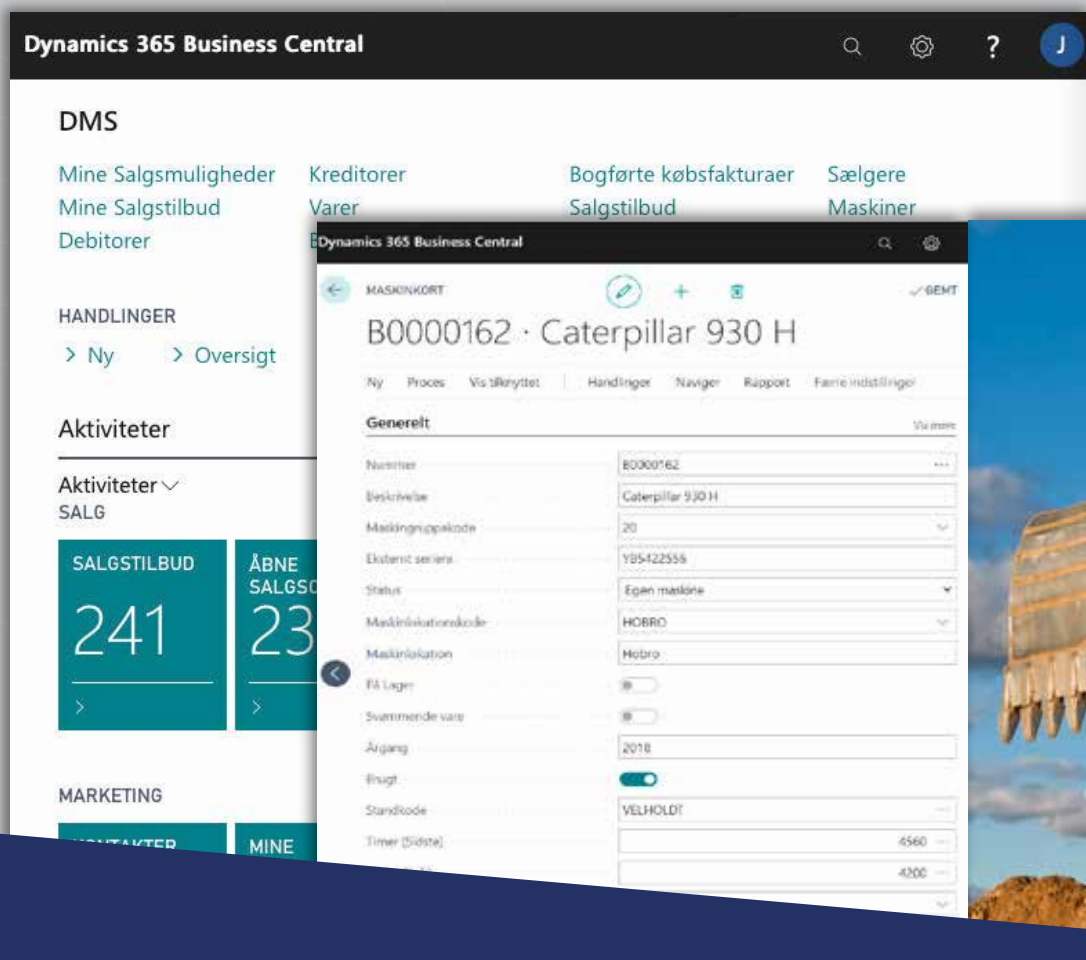 Dynamics 365 Business Central
?
J
DMS
Mine Salgsmuligheder Kreditorer Bogførte købsfakturaer Sælgere
Mine Salgstilbud Varer Salgstilbud Maskiner
Debitorer
HANDLINGER
> Ny > Oversigt
Aktiviteter
Aktiviteter
SALG
SALGSTILBUD
241
>
ÅBNE
SALGSO
23
>
MARKETING
KONTAKTER
MINE
Dynamics 365 Business Central
MASKINKORT
GEMT
B0000162 · Caterpillar 930 H
Ny Proces Vis tilknyttet Handlinger Naviger Rapport Færre indstillinger
Generelt Vis mere
Nummer B0000162
Beskrivelse Caterpillar 930 H
Maskingruppekode 20
Eksternt serienr. YB5422556
Status Egen maskine
Maskinlokationskode HOBRO
Maskinlokation Hobro
På Lager
Svømmende vare
Årgang 2018
Brugt
Standkode VELHOLDT
Timer (Sidste) 4560
4200